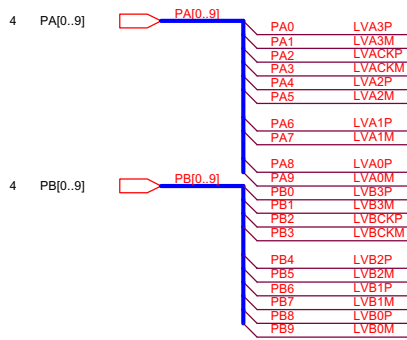 4 PA[0..9] PA[0..9]
PA0 LVA3P
PA1 LVA3M
PA2 LVACKP
PA3 LVACKM
PA4 LVA2P
PA5 LVA2M
PA6 LVA1P
PA7 LVA1M
PA8 LVA0P
PA9 LVA0M
4 PB[0..9] PB[0..9]
PB0 LVB3P
PB1 LVB3M
PB2 LVBCKP
PB3 LVBCKM
PB4 LVB2P
PB5 LVB2M
PB6 LVB1P
PB7 LVB1M
PB8 LVB0P
PB9 LVB0M